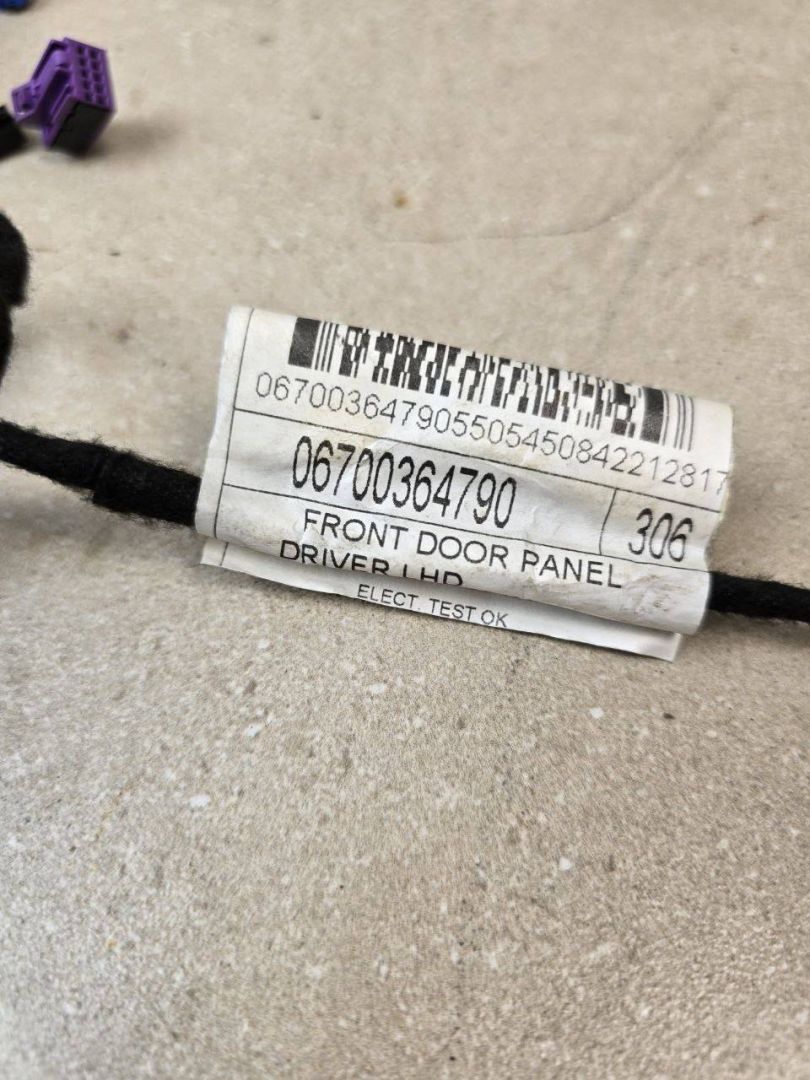 067003647905505450842212817
06700364790
306
FRONT DOOR PANEL
DRIVER LHD
ELECT. TEST OK